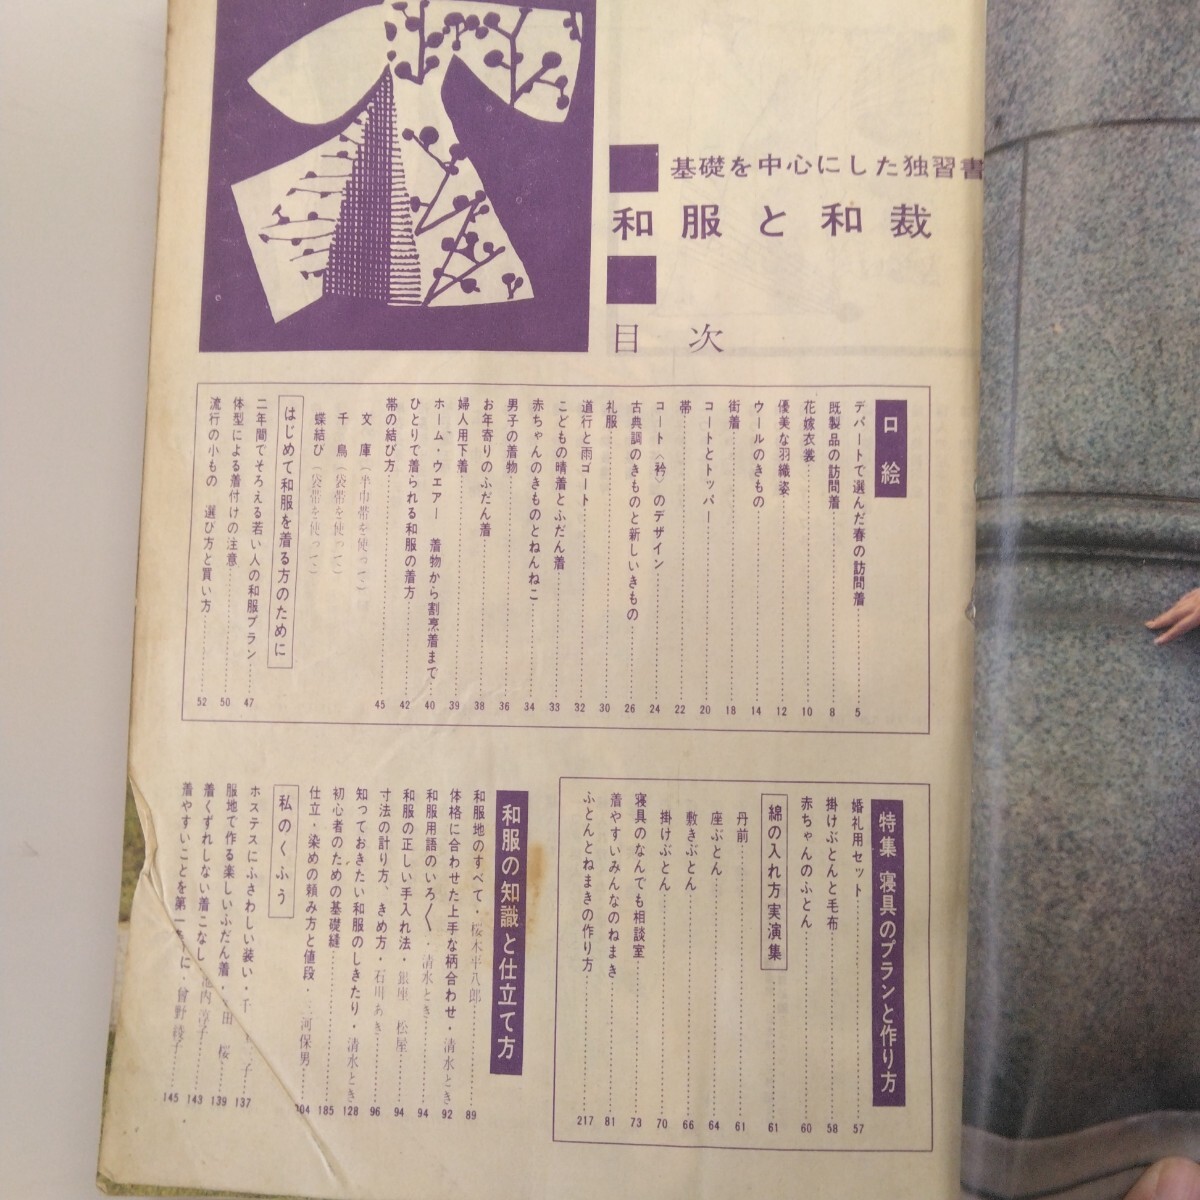 基礎を中心にした独習書
和服と和裁
目次
口絵
デパートで選んだ春の訪問着 5
既製品の訪問着 8
花嫁衣裳 10
優美な羽織姿 12
ウールのきもの 14
街着 18
コートとトッパー 20
帯 22
コート〈衿〉のデザイン 24
古典調のきものと新しいきもの 26
礼服 30
道行と雨ゴート 32
こどもの晴着とふだん着 33
赤ちゃんのきものとねんねこ 34
男子の着物 36
お年寄りのふだん着 38
婦人用下着 39
ホーム・ウエアー 着物から割烹着まで 40
ひとりで着られる和服の着方 42
帯の結び方 45
文庫(半巾帯を使って)
千鳥(袋帯を使って)
蝶結び(袋帯を使って)
はじめて和服を着る方のために
二年間でそろえる若い人の和服プラン 47
体型による着付けの注意 50
流行の小もの 選び方と買い方 52
特集 寝具のプランと作り方
婚礼用セット 57
掛けぶとんと毛布 58
赤ちゃんのふとん 60
綿の入れ方実演集 61
丹前 61
座ぶとん 64
敷きぶとん 66
掛けぶとん 70
寝具のなんでも相談室 73
着やすいみんなのねまき 81
ふとんとねまきの作り方 217
和服の知識と仕立て方
和服地のすべて・桜木平八郎 89
体格に合わせた上手な柄合わせ・清水とき 92
和服用語のいろ〱・清水とき 94
和服の正しい手入れ法・銀座 松屋 94
寸法の計り方、きめ方・石川あき 96
知っておきたい和服のしきたり・清水とき 128
初心者のための基礎縫 185
仕立・染めの頼み方と値段・三河保男 204
私のくふう
ホステスにふさわしい装い・千 子 137
服地で作る楽しいふだん着・田 桜 139
着くずれしない着こなし 内 淳子 143
着やすいことを第一 に・曾野綾子 145